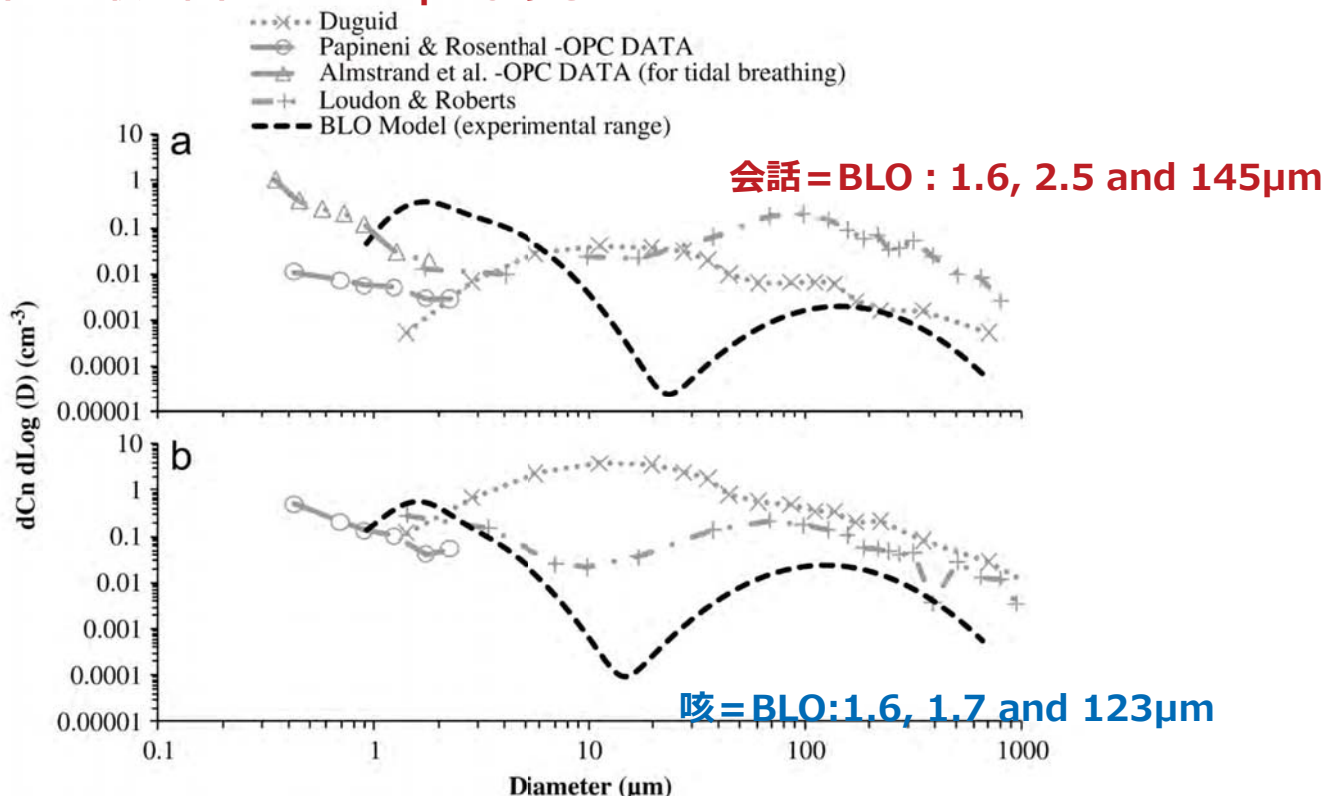 Duguid
Papineni & Rosenthal -OPC DATA
Almstrand et al. -OPC DATA (for tidal breathing)
Loudon & Roberts
BLO Model (experimental range)
a
会話=BLO : 1.6, 2.5 and 145μm
10
1
0.1
0.01
0.001
0.0001
0.00001
dCn dLog (D) (cm-3)
b
10
1
0.1
0.01
0.001
0.0001
0.00001
咳=BLO:1.6, 1.7 and 123μm
0.1
1
10
100
1000
Diameter (μm)